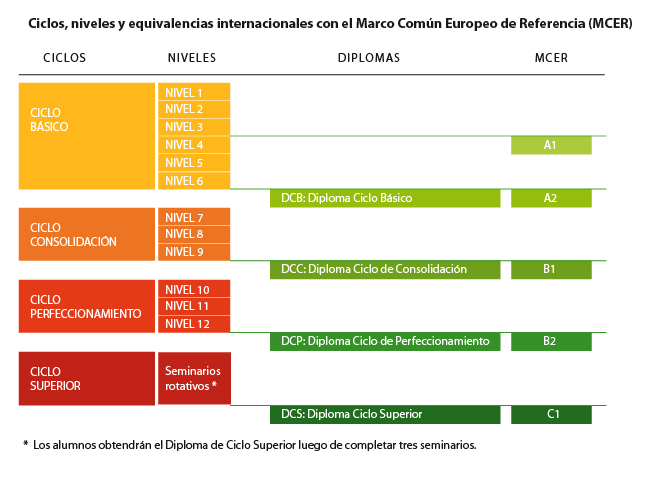 Ciclos, niveles y equivalencias internacionales con el Marco Común Europeo de Referencia (MCER)
CICLOS NIVELES DIPLOMAS MCER
CICLO
BÁSICO
NIVEL 1
NIVEL 2
NIVEL 3
NIVEL 4
A1
NIVEL 5
NIVEL 6
DCB: Diploma Ciclo Básico A2
CICLO
CONSOLIDACIÓN
NIVEL 7
NIVEL 8
NIVEL 9
DCC: Diploma Ciclo de Consolidación B1
CICLO
PERFECCIONAMIENTO
NIVEL 10
NIVEL 11
NIVEL 12
DCP: Diploma Ciclo de Perfeccionamiento B2
CICLO
SUPERIOR
Seminarios
rotativos *
DCS: Diploma Ciclo Superior C1
* Los alumnos obtendrán el Diploma de Ciclo Superior luego de completar tres seminarios.